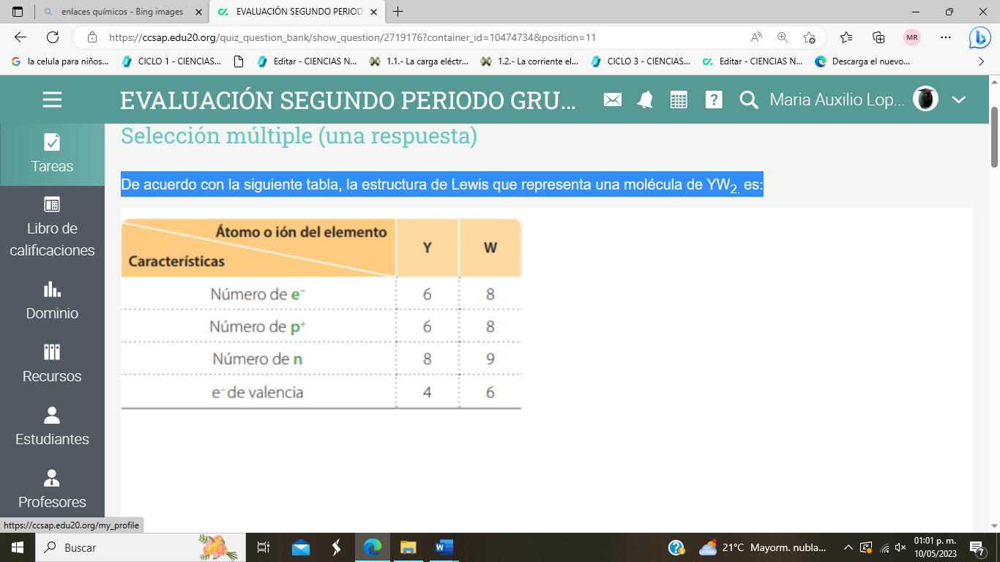 enlaces químicos - Bing images
EVALUACIÓN SEGUNDO PERIOD
https://ccsap.edu20.org/quiz_question_bank/show_question/2719176?container_id=10474734&position=11
MR
la celula para niños...
CICLO 1 - CIENCIAS...
Editar - CIENCIAS N...
1.1.- La carga eléctr...
1.2.- La corriente el...
CICLO 3 - CIENCIAS...
Editar - CIENCIAS N...
Descarga el nuevo...
EVALUACIÓN SEGUNDO PERIODO GRU...
Maria Auxilio Lop...
Tareas
Libro de
calificaciones
Dominio
Recursos
Estudiantes
Profesores
Selección múltiple (una respuesta)
De acuerdo con la siguiente tabla, la estructura de Lewis que representa una molécula de YW2. es:
Átomo o ión del elemento
Características
Y W
Número de e⁻ 6 8
Número de p⁺ 6 8
Número de n 8 9
e⁻ de valencia 4 6
https://ccsap.edu20.org/my_profile
Buscar
21°C Mayorm. nubla...
01:01 p. m.
10/05/2023
7